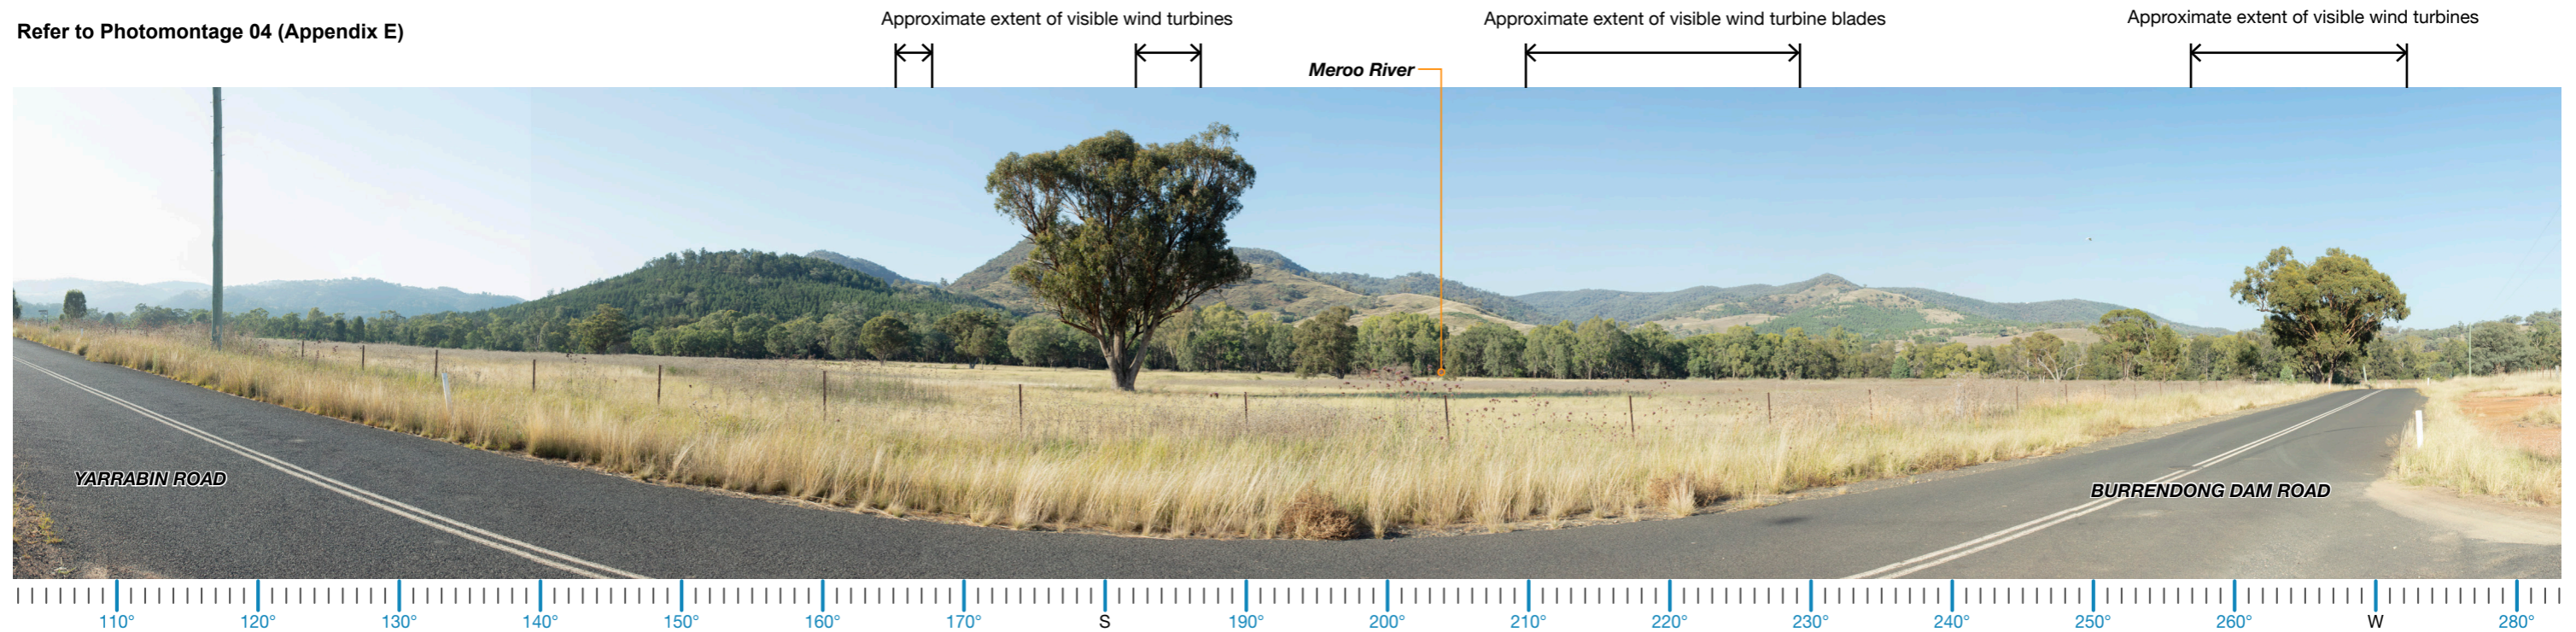 Refer to Photomontage 04 (Appendix E)
Approximate extent of visible wind turbines
Approximate extent of visible wind turbine blades
Approximate extent of visible wind turbines
Meroo River
YARRABIN ROAD
BURRENDONG DAM ROAD
110° 120° 130° 140° 150° 160° 170° S 190° 200° 210° 220° 230° 240° 250° 260° W 280°